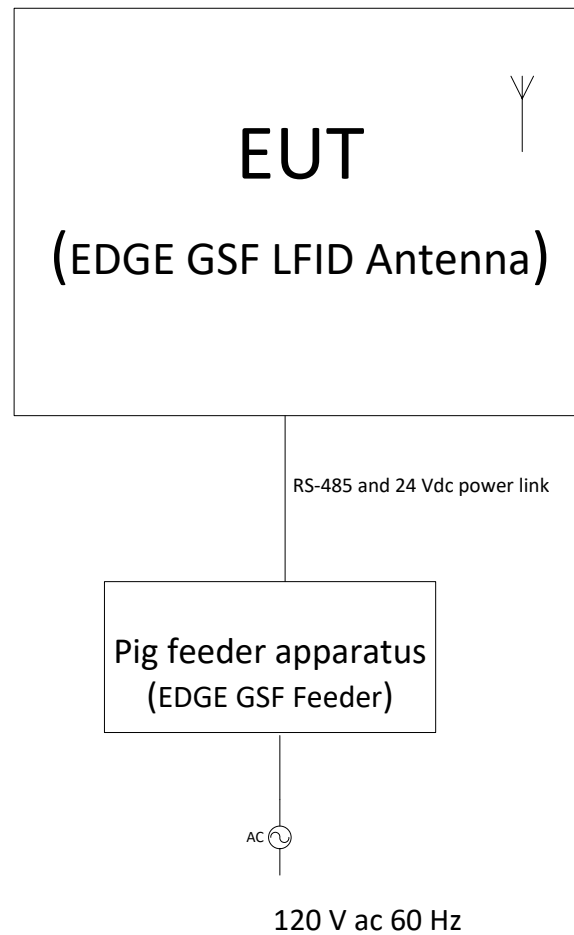 EUT
(EDGE GSF LFID Antenna)
RS-485 and 24 Vdc power link
Pig feeder apparatus
(EDGE GSF Feeder)
AC
120 V ac 60 Hz